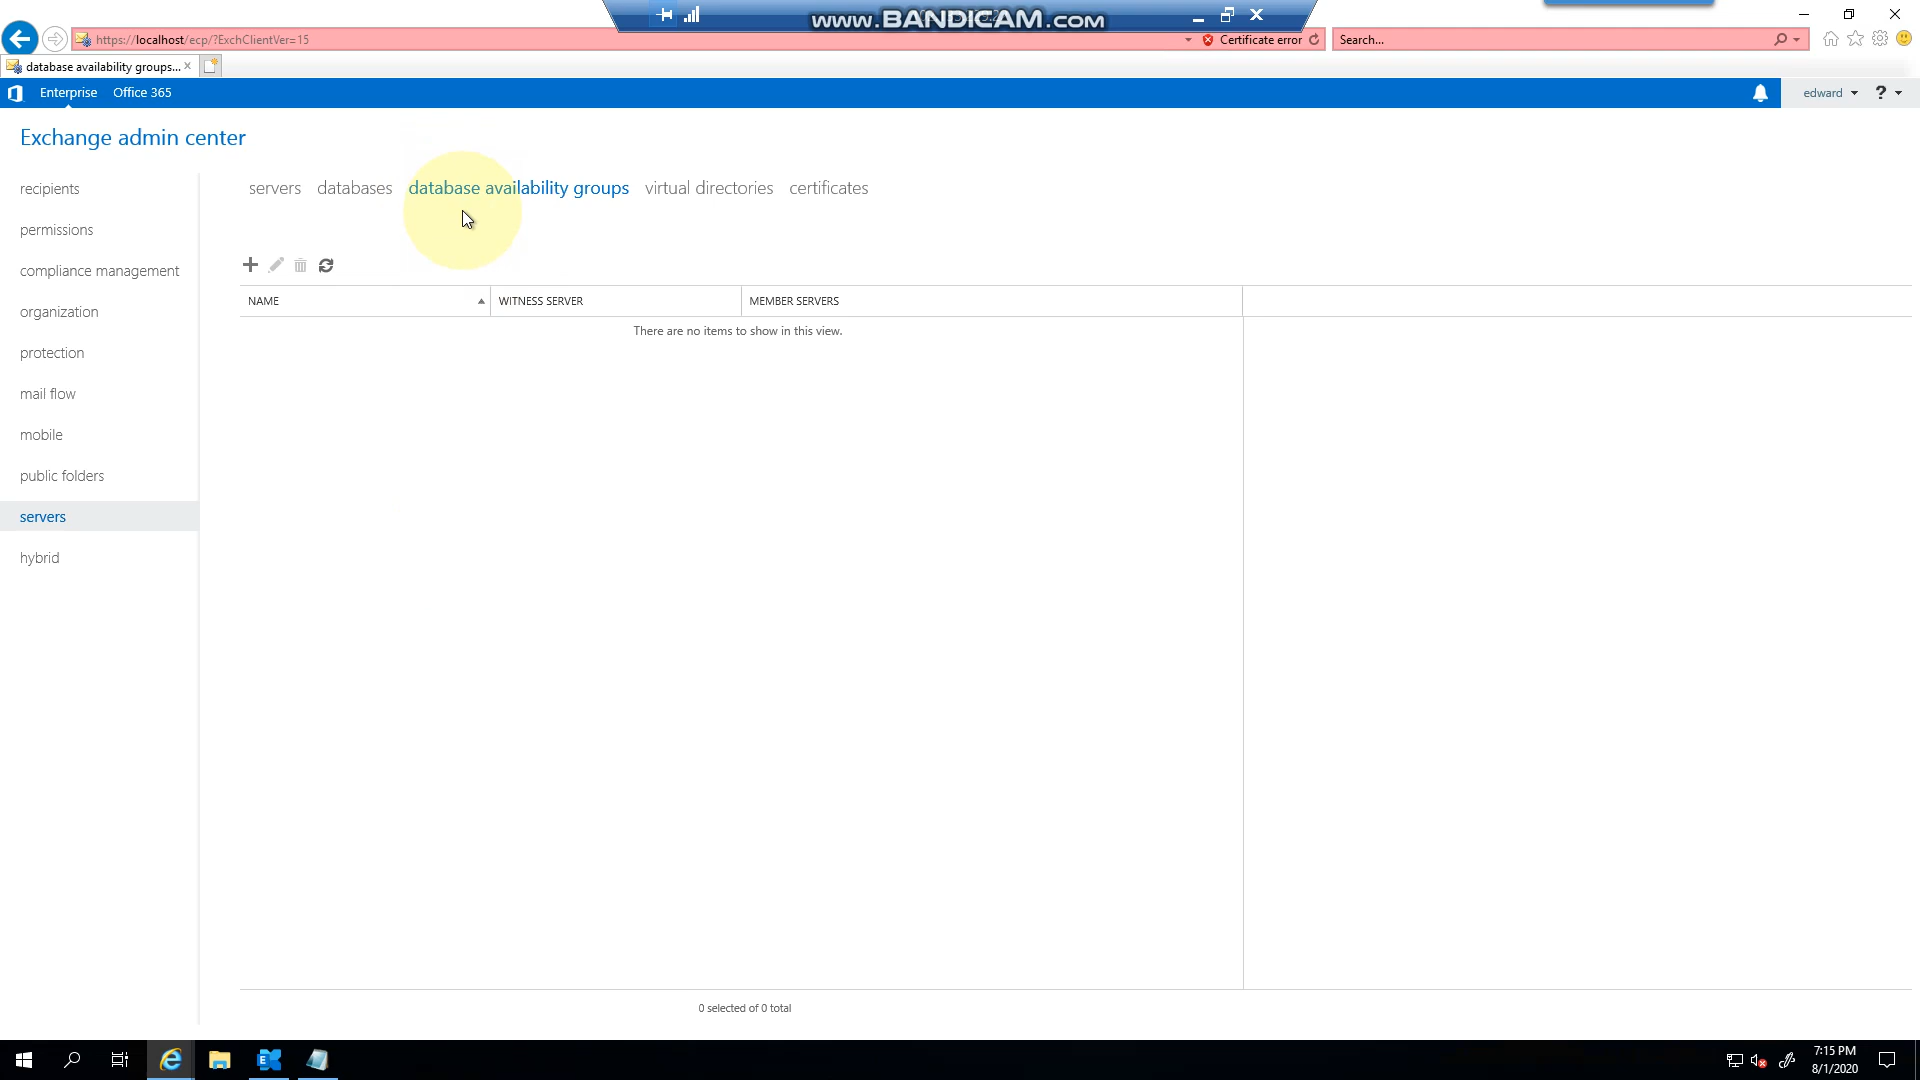 www.BANDICAM.com
https://localhost/ecp/?ExchClientVer=15
Certificate error
Search...
database availability groups...
Enterprise
Office 365
edward
?
Exchange admin center
recipients
permissions
compliance management
organization
protection
mail flow
mobile
public folders
servers
hybrid
servers
databases
database availability groups
virtual directories
certificates
NAME
WITNESS SERVER
MEMBER SERVERS
There are no items to show in this view.
0 selected of 0 total
7:15 PM
8/1/2020